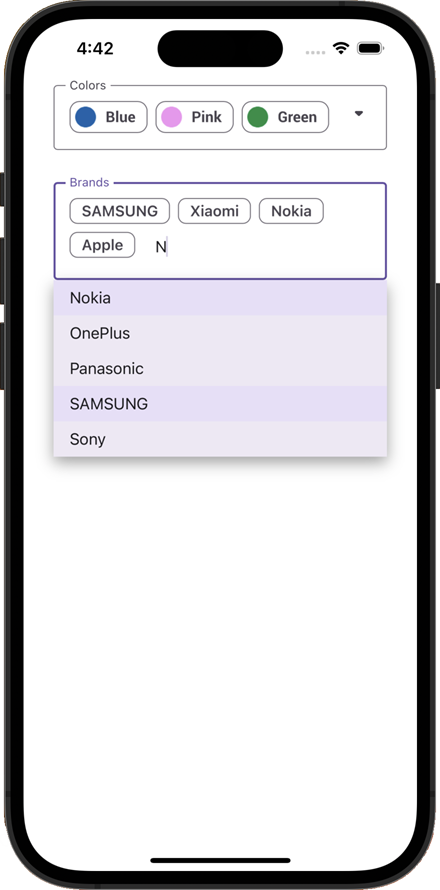 4:42
Colors
Blue Pink Green
Brands
SAMSUNG Xiaomi Nokia
Apple N
Nokia
OnePlus
Panasonic
SAMSUNG
Sony